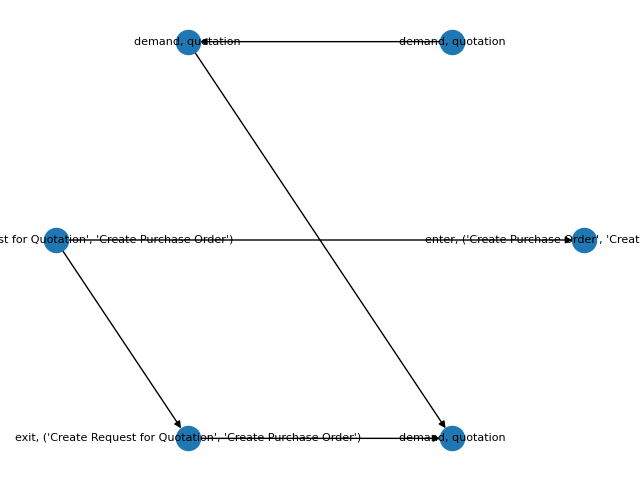 demand, quotation
demand, quotation
st for Quotation', 'Create Purchase Order')
enter, ('Create Purchase Order', 'Creat
exit, ('Create Request for Quotation', 'Create Purchase Order')
demand, quotation